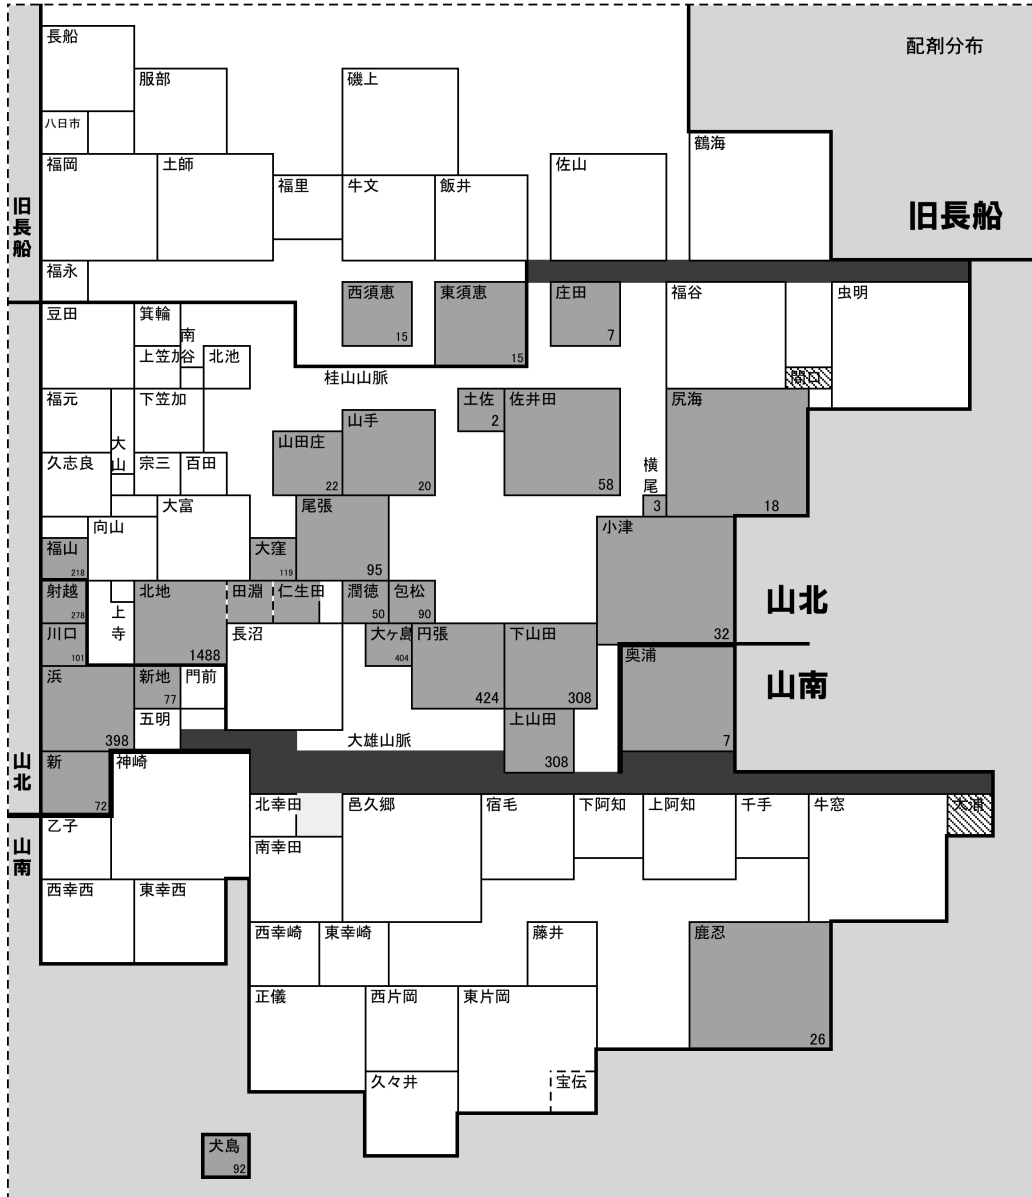 配剤分布
長船
服部
磯上
八日市
鶴海
福岡
土師
福里
牛文
飯井
佐山
旧長船
旧長船
福永
西須恵
15
東須恵
15
庄田
7
福谷
虫明
豆田
箕輪
南谷
上笠加
北池
桂山山脈
間口
福元
下笠加
大山
山田庄
22
山手
20
土佐
2
佐井田
58
尻海
18
久志良
宗三
百田
横尾
3
向山
大富
尾張
95
小津
32
福山
218
大窪
119
射越
278
北地
1488
田淵
仁生田
潤徳
50
包松
90
山北
川口
101
上寺
長沼
大ヶ島
404
円張
424
下山田
308
奥浦
7
山南
浜
398
新地
77
門前
五明
上山田
308
大雄山脈
山北
新
72
神崎
乙子
山南
北幸田
邑久郷
宿毛
下阿知
上阿知
千手
牛窓
大浦
南幸田
西幸西
東幸西
西幸崎
東幸崎
藤井
鹿忍
26
正儀
西片岡
東片岡
久々井
宝伝
犬島
92